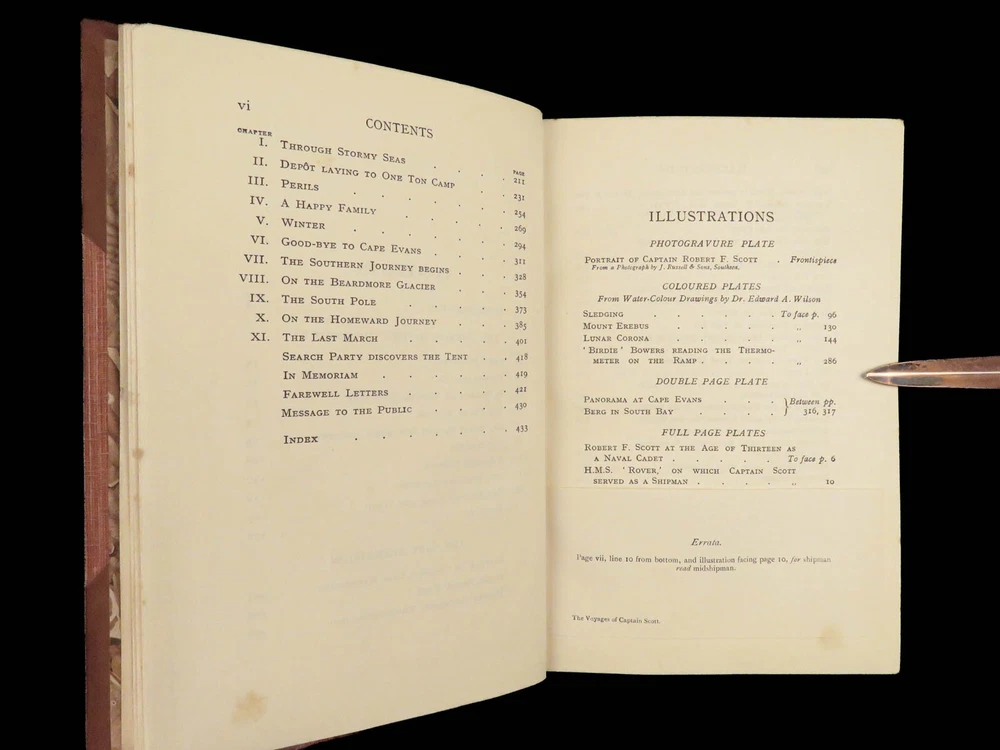 vi
CONTENTS
CHAPTER PAGE
I. THROUGH STORMY SEAS . . . 211
II. DEPÔT LAYING TO ONE TON CAMP . . 231
III. PERILS . . . . . . 254
IV. A HAPPY FAMILY . . . . . 269
V. WINTER . . . . . . 294
VI. GOOD-BYE TO CAPE EVANS . . . 311
VII. THE SOUTHERN JOURNEY BEGINS . . . 328
VIII. ON THE BEARDMORE GLACIER . . . 354
IX. THE SOUTH POLE . . . . . 373
X. ON THE HOMEWARD JOURNEY . . . 385
XI. THE LAST MARCH . . . . . 401
SEARCH PARTY DISCOVERS THE TENT . . 418
IN MEMORIAM . . . . . 419
FAREWELL LETTERS . . . . . 421
MESSAGE TO THE PUBLIC . . . . 430
INDEX . . . . . . . 433
ILLUSTRATIONS
PHOTOGRAVURE PLATE
PORTRAIT OF CAPTAIN ROBERT F. SCOTT . Frontispiece
From a Photograph by J. Russell & Sons, Southsea.
COLOURED PLATES
From Water-Colour Drawings by Dr. Edward A. Wilson
SLEDGING . . . . . . To face p. 96
MOUNT EREBUS . . . . . „ 130
LUNAR CORONA . . . . . „ 144
'BIRDIE' BOWERS READING THE THERMO-
METER ON THE RAMP . . . . „ 286
DOUBLE PAGE PLATE
PANORAMA AT CAPE EVANS . . . } Between pp.
BERG IN SOUTH BAY . . . . } 316, 317
FULL PAGE PLATES
ROBERT F. SCOTT AT THE AGE OF THIRTEEN AS
A NAVAL CADET . . . . . To face p. 6
H.M.S. 'ROVER,' ON WHICH CAPTAIN SCOTT
SERVED AS A SHIPMAN . . . . „ 10
Errata.
Page vii, line 10 from bottom, and illustration facing page 10, for shipman
read midshipman.
The Voyages of Captain Scott.